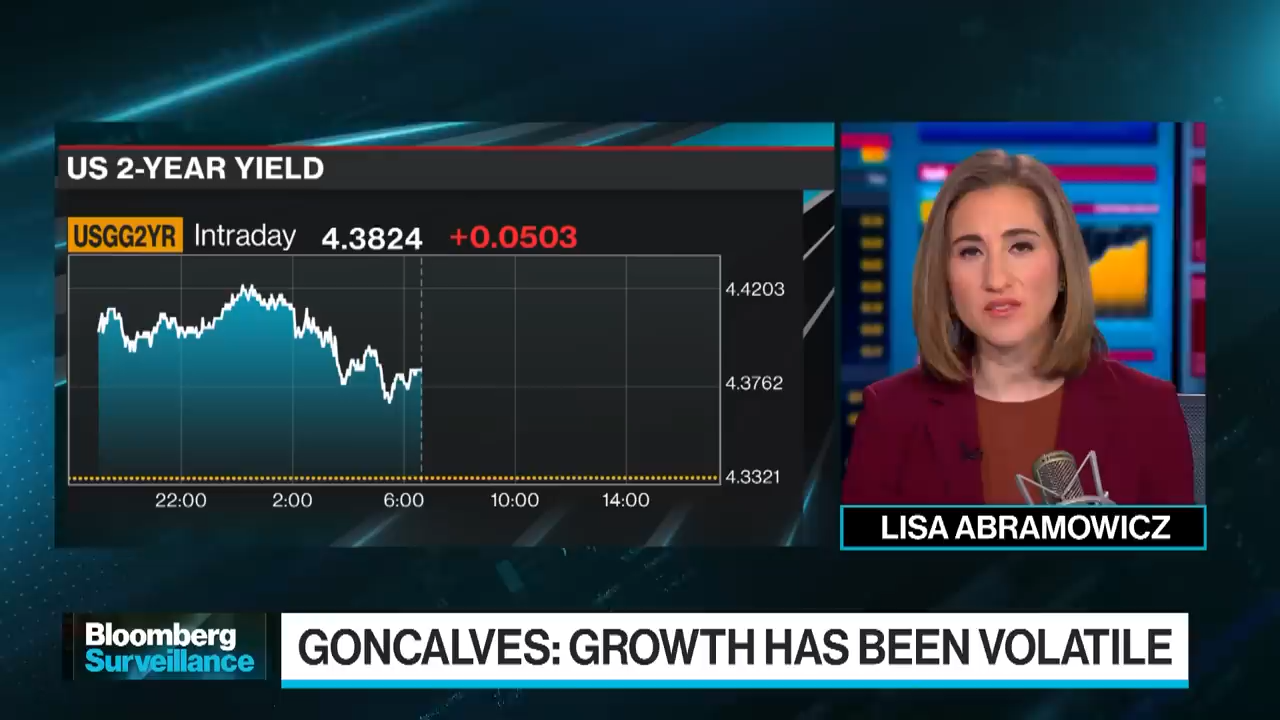 US 2-YEAR YIELD
USGG2YR Intraday 4.3824 +0.0503
4.4203
4.3762
4.3321
22:00 2:00 6:00 10:00 14:00
LISA ABRAMOWICZ
Bloomberg
Surveillance
GONCALVES: GROWTH HAS BEEN VOLATILE